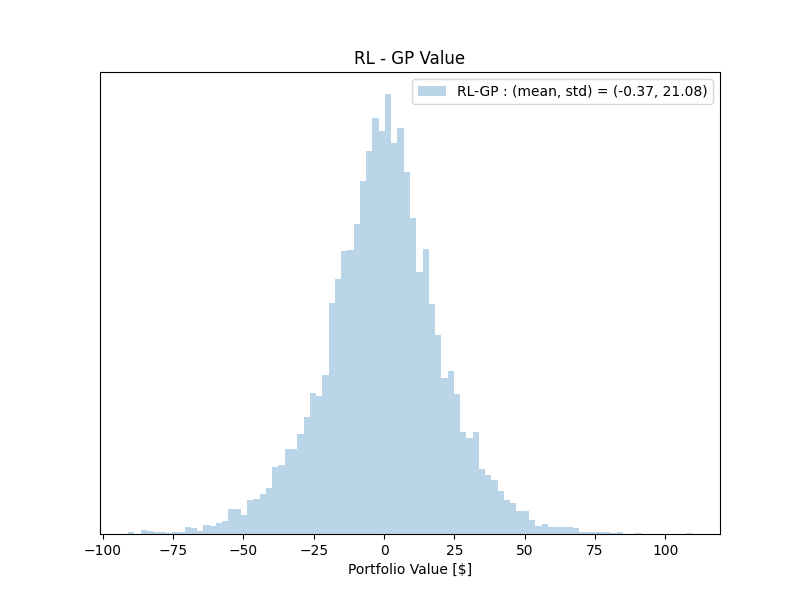 RL - GP Value
RL-GP : (mean, std) = (-0.37, 21.08)
−100 −75 −50 −25 0 25 50 75 100
Portfolio Value [$]